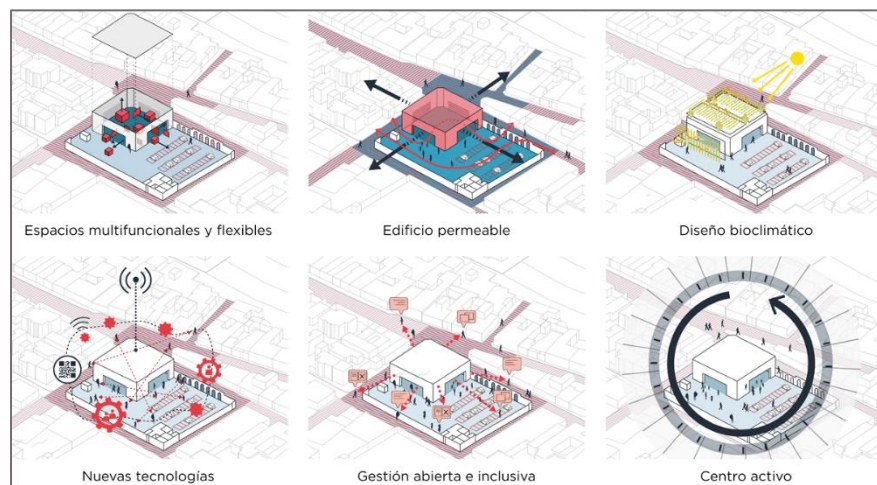 Espacios multifuncionales y flexibles
Edificio permeable
Diseño bioclimático
Nuevas tecnologías
Gestión abierta e inclusiva
Centro activo